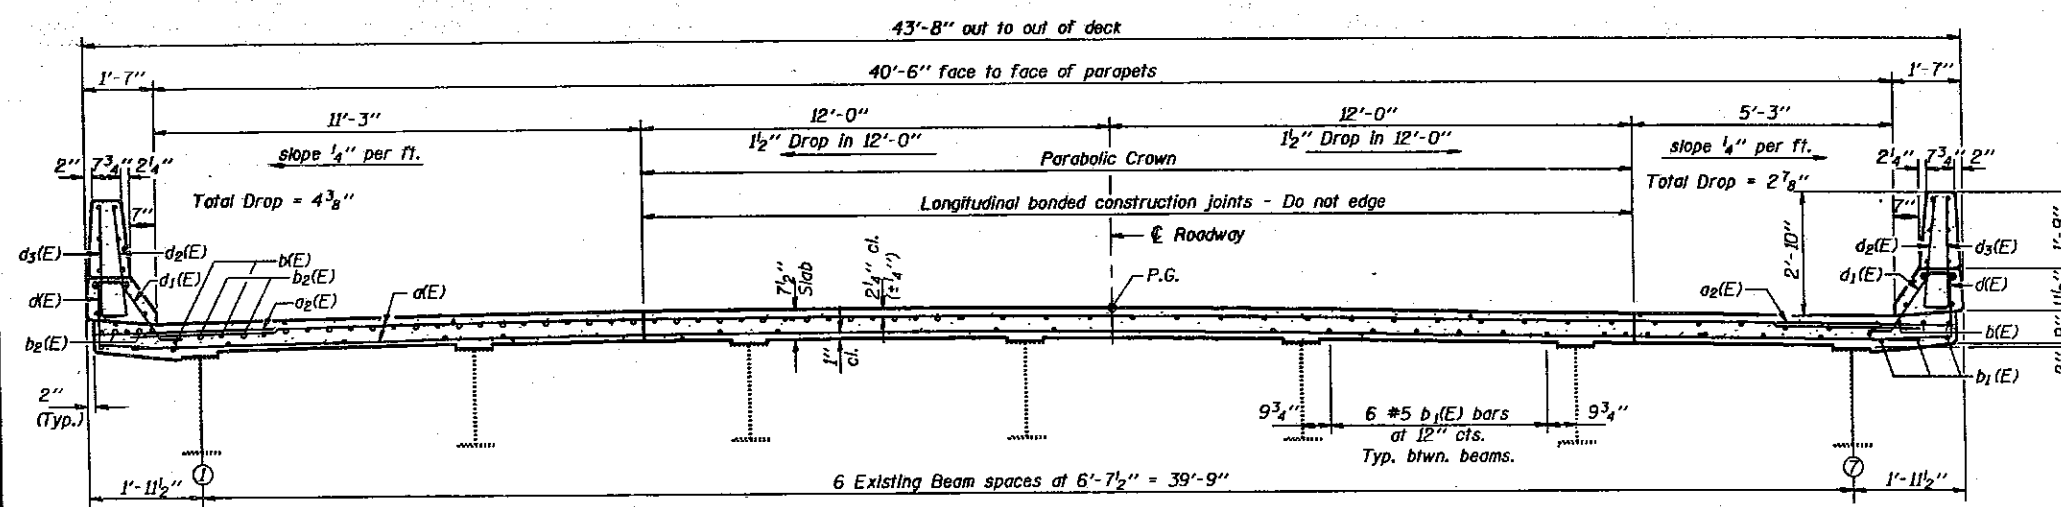 43'-8" out to out of deck
1'-7"
40'-6" face to face of parapets
1'-7"
11'-3"
12'-0"
12'-0"
5'-3"
1½" Drop in 12'-0"
1½" Drop in 12'-0"
slope ¼" per ft.
slope ¼" per ft.
Parabolic Crown
2" 7¾" 2¼"
2¼" 7¾" 2"
Total Drop = 4⅜"
Total Drop = 2⅞"
Longitudinal bonded construction joints - Do not edge
7"
7"
℄ Roadway
2'-10"
d3(E)
d2(E)
b(E)
b2(E)
d1(E)
a2(E)
d(E)
a(E)
7½" Slab
2¼" cl.
(±¼")
P.G.
d2(E)
d3(E)
d1(E)
d(E)
a2(E)
b(E)
b2(E)
b1(E)
1" cl.
2"
(Typ.)
9¾"
6 #5 b1(E) bars
at 12" cts.
Typ. btwn. beams.
9¾"
1
7
1'-11½"
6 Existing Beam spaces at 6'-7½" = 39'-9"
1'-11½"